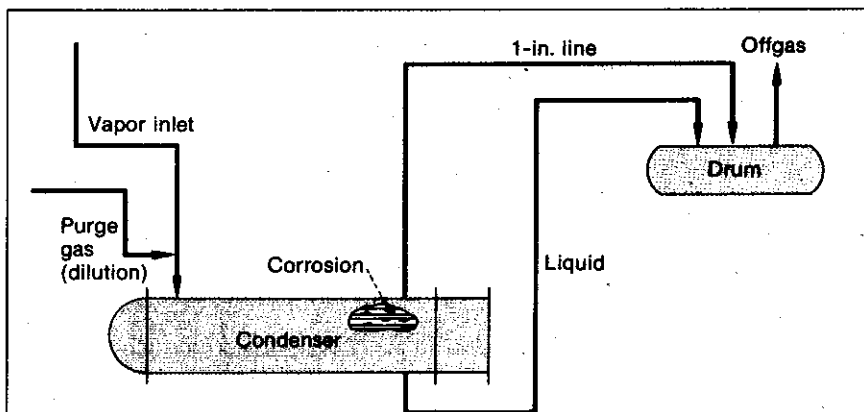 1-in. line
Offgas
Vapor inlet
Drum
Purge
gas
(dilution)
Corrosion
Liquid
Condenser